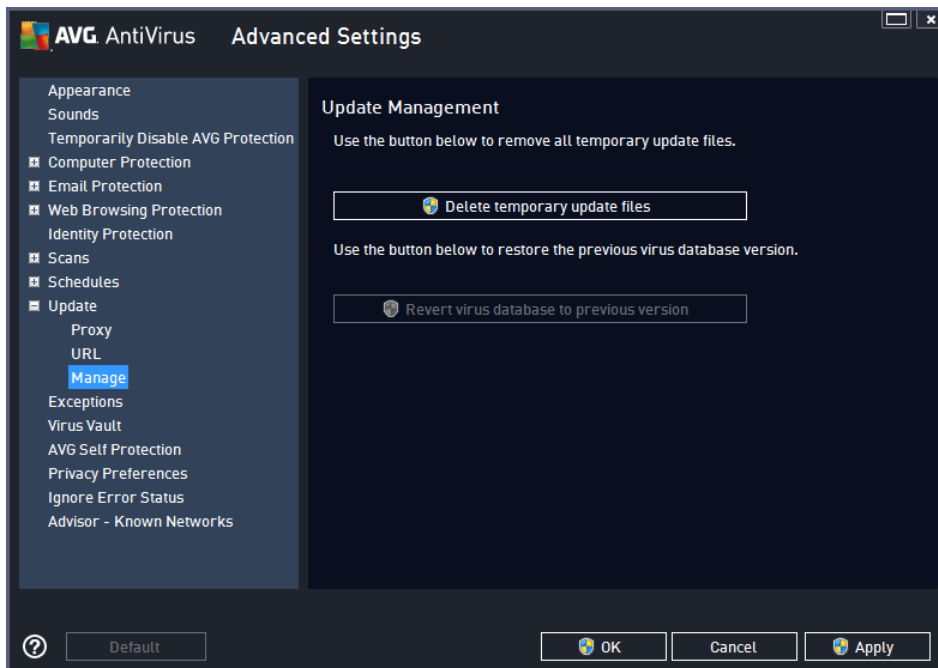 AVG AntiVirus Advanced Settings
Appearance
Sounds
Temporarily Disable AVG Protection
Computer Protection
Email Protection
Web Browsing Protection
Identity Protection
Scans
Schedules
Update
Proxy
URL
Manage
Exceptions
Virus Vault
AVG Self Protection
Privacy Preferences
Ignore Error Status
Advisor - Known Networks
Update Management
Use the button below to remove all temporary update files.
Delete temporary update files
Use the button below to restore the previous virus database version.
Revert virus database to previous version
? Default OK Cancel Apply